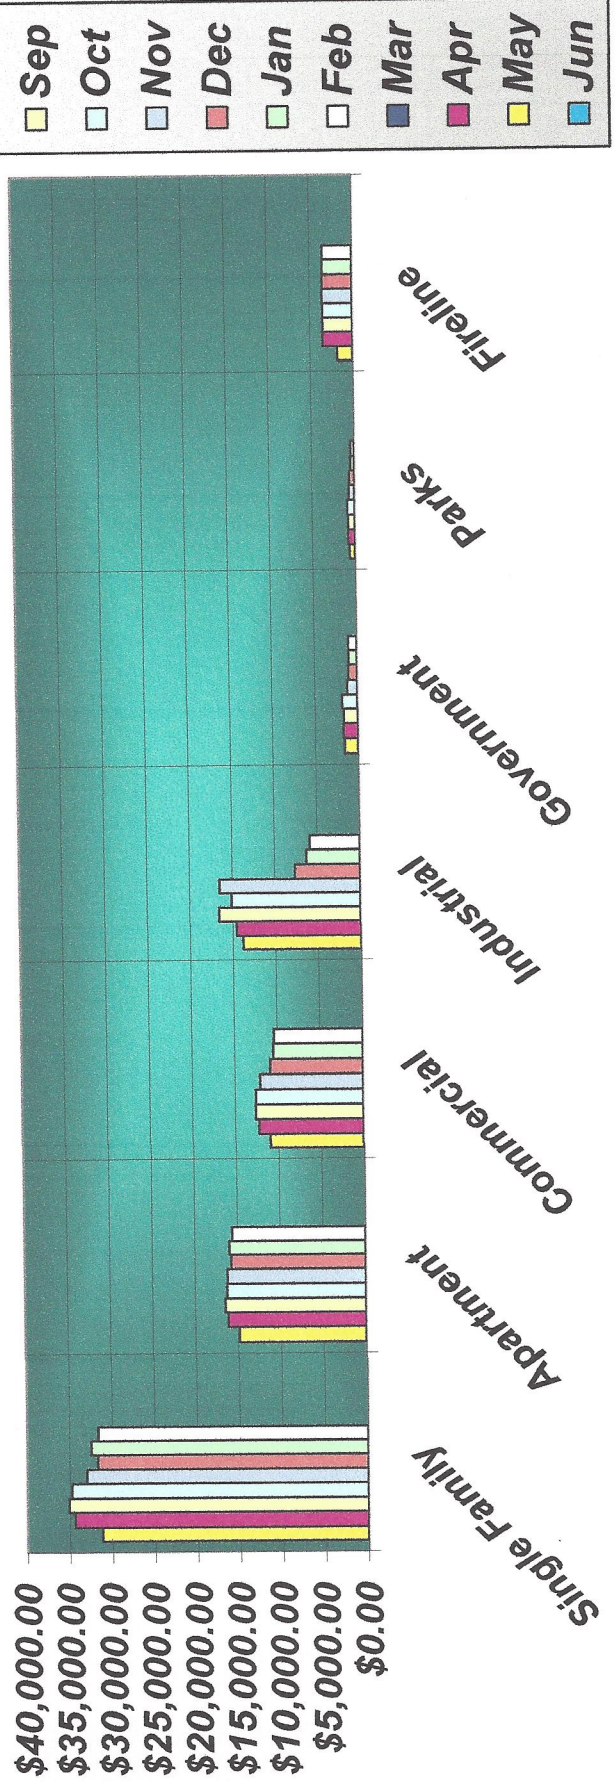 $40,000.00
$35,000.00
$30,000.00
$25,000.00
$20,000.00
$15,000.00
$10,000.00
$5,000.00
$0.00
Single Family
Apartment
Commercial
Industrial
Government
Parks
Fireline
Sep
Oct
Nov
Dec
Jan
Feb
Mar
Apr
May
Jun